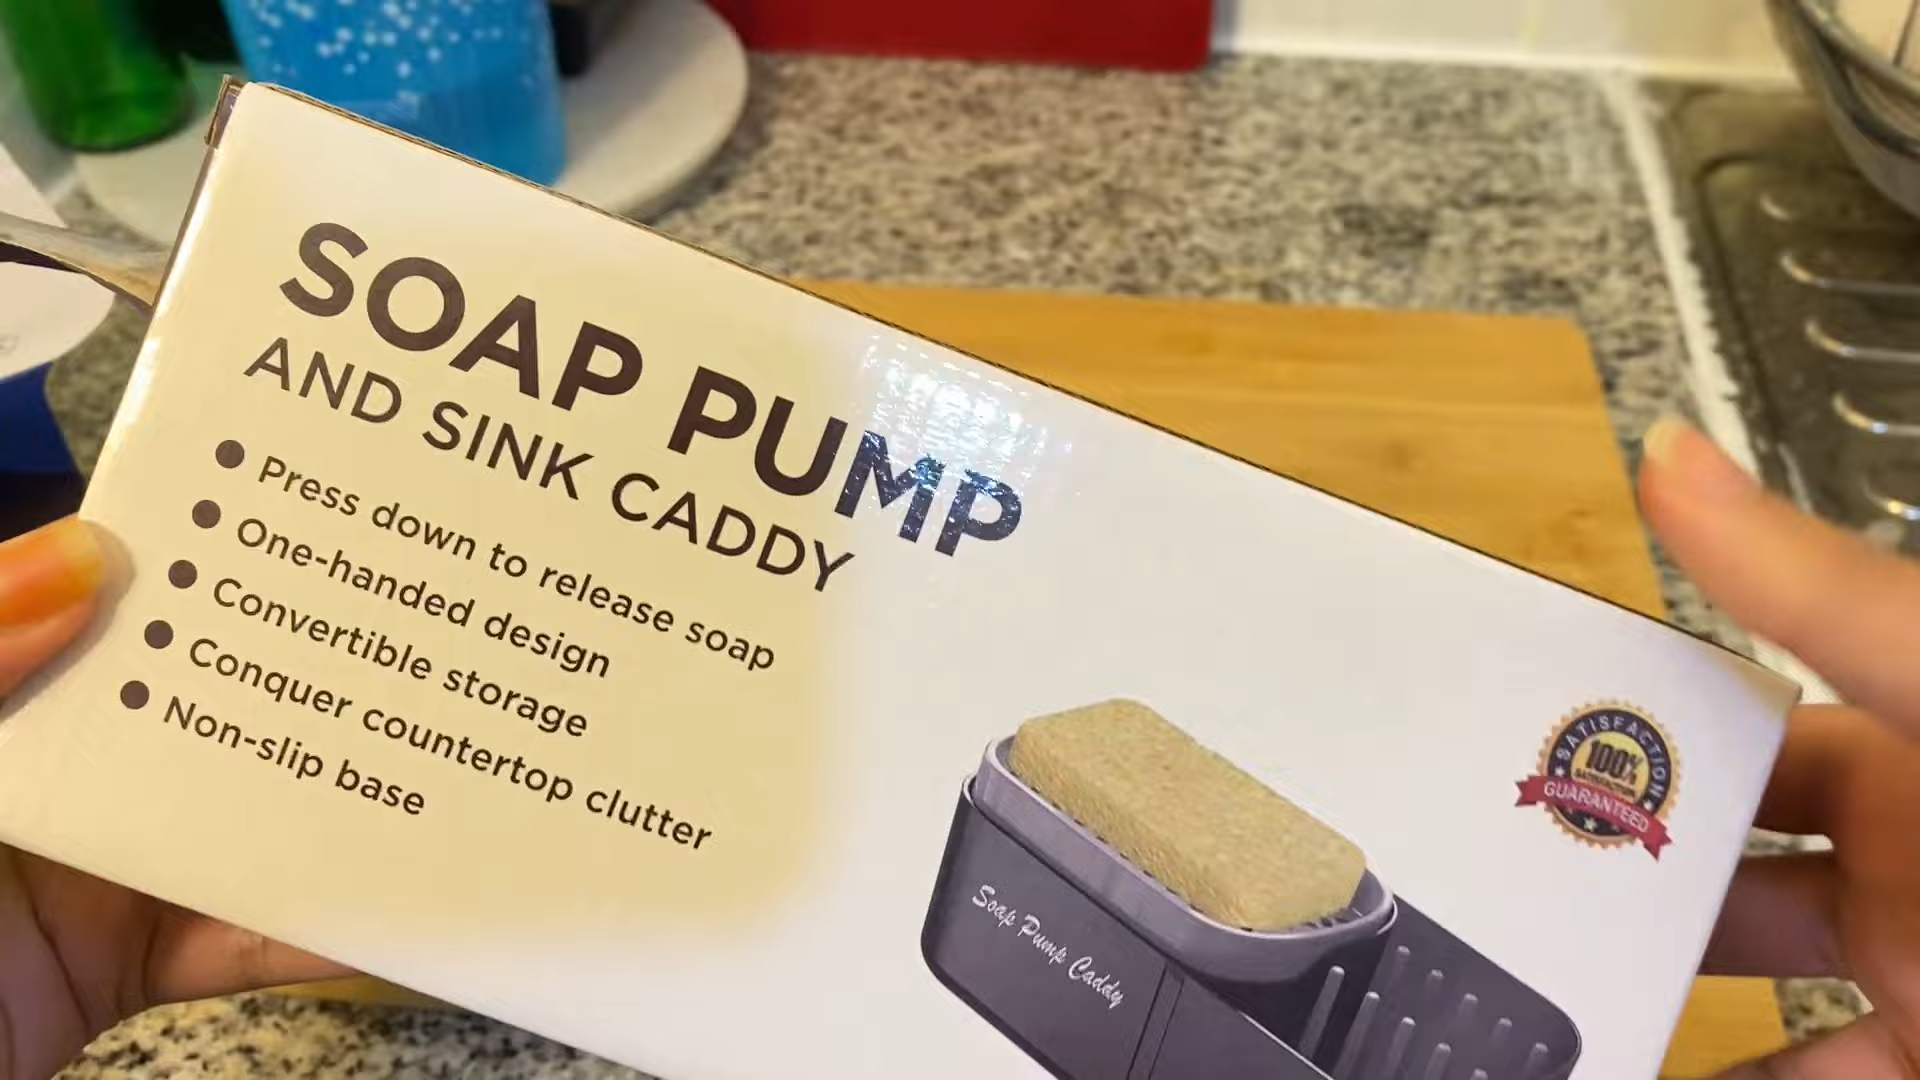 SOAP PUMP
AND SINK CADDY
Press down to release soap
One-handed design
Convertible storage
Conquer countertop clutter
Non-slip base
Soap Pump Caddy
SATISFACTION
100%
GUARANTEED